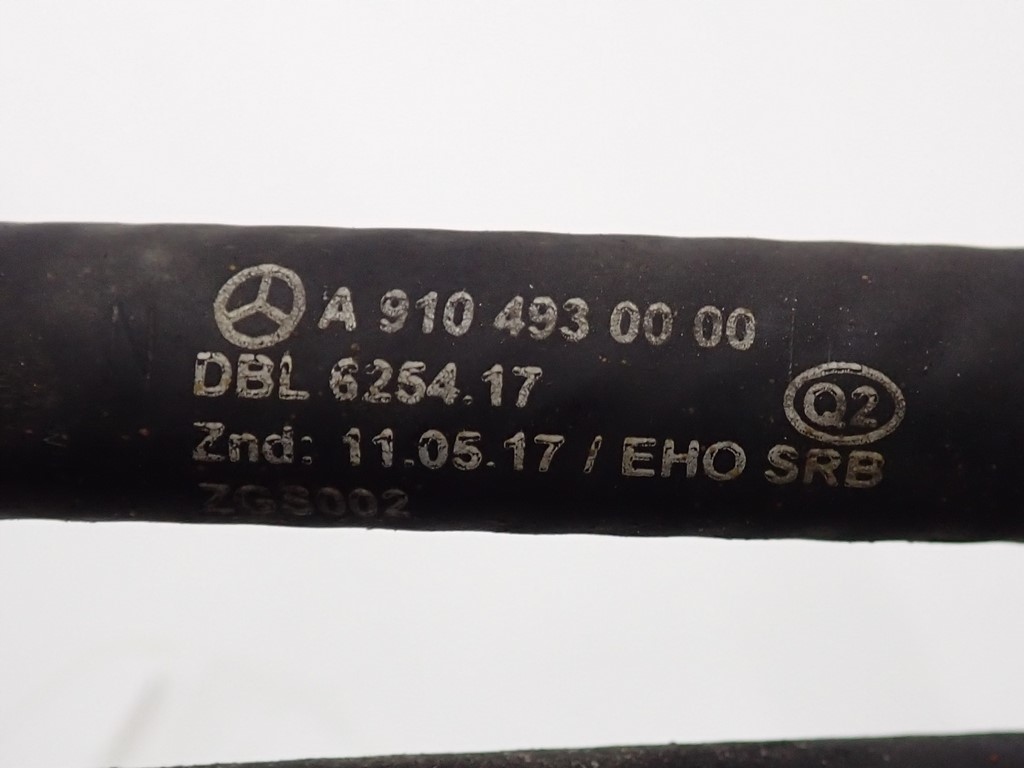 A 910 493 00 00
DBL 6254.17
Q2
Znd: 11.05.17 / EHO SRB
ZGS002